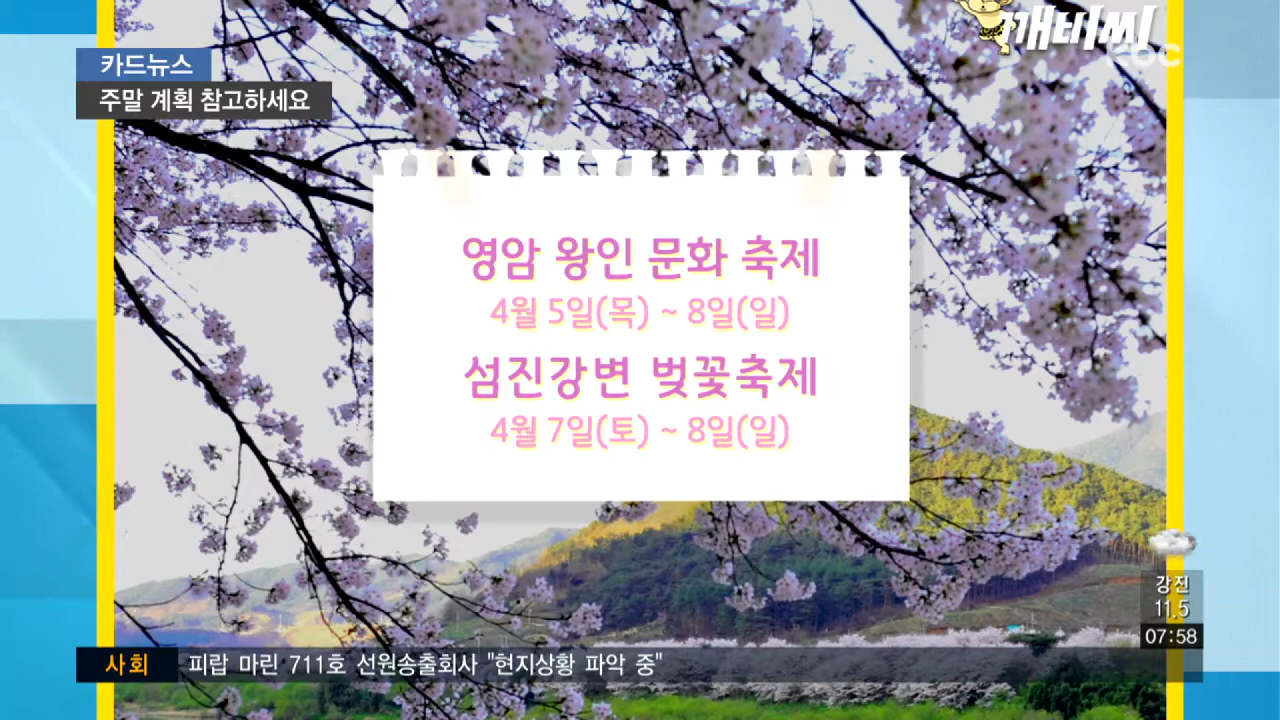 깨비씨
cbc
카드뉴스
주말 계획 참고하세요
영암 왕인 문화 축제
4월 5일(목) ~ 8일(일)
섬진강변 벚꽃축제
4월 7일(토) ~ 8일(일)
강진
11.5
07:58
사회 피랍 마린 711호 선원송출회사 "현지상황 파악 중"